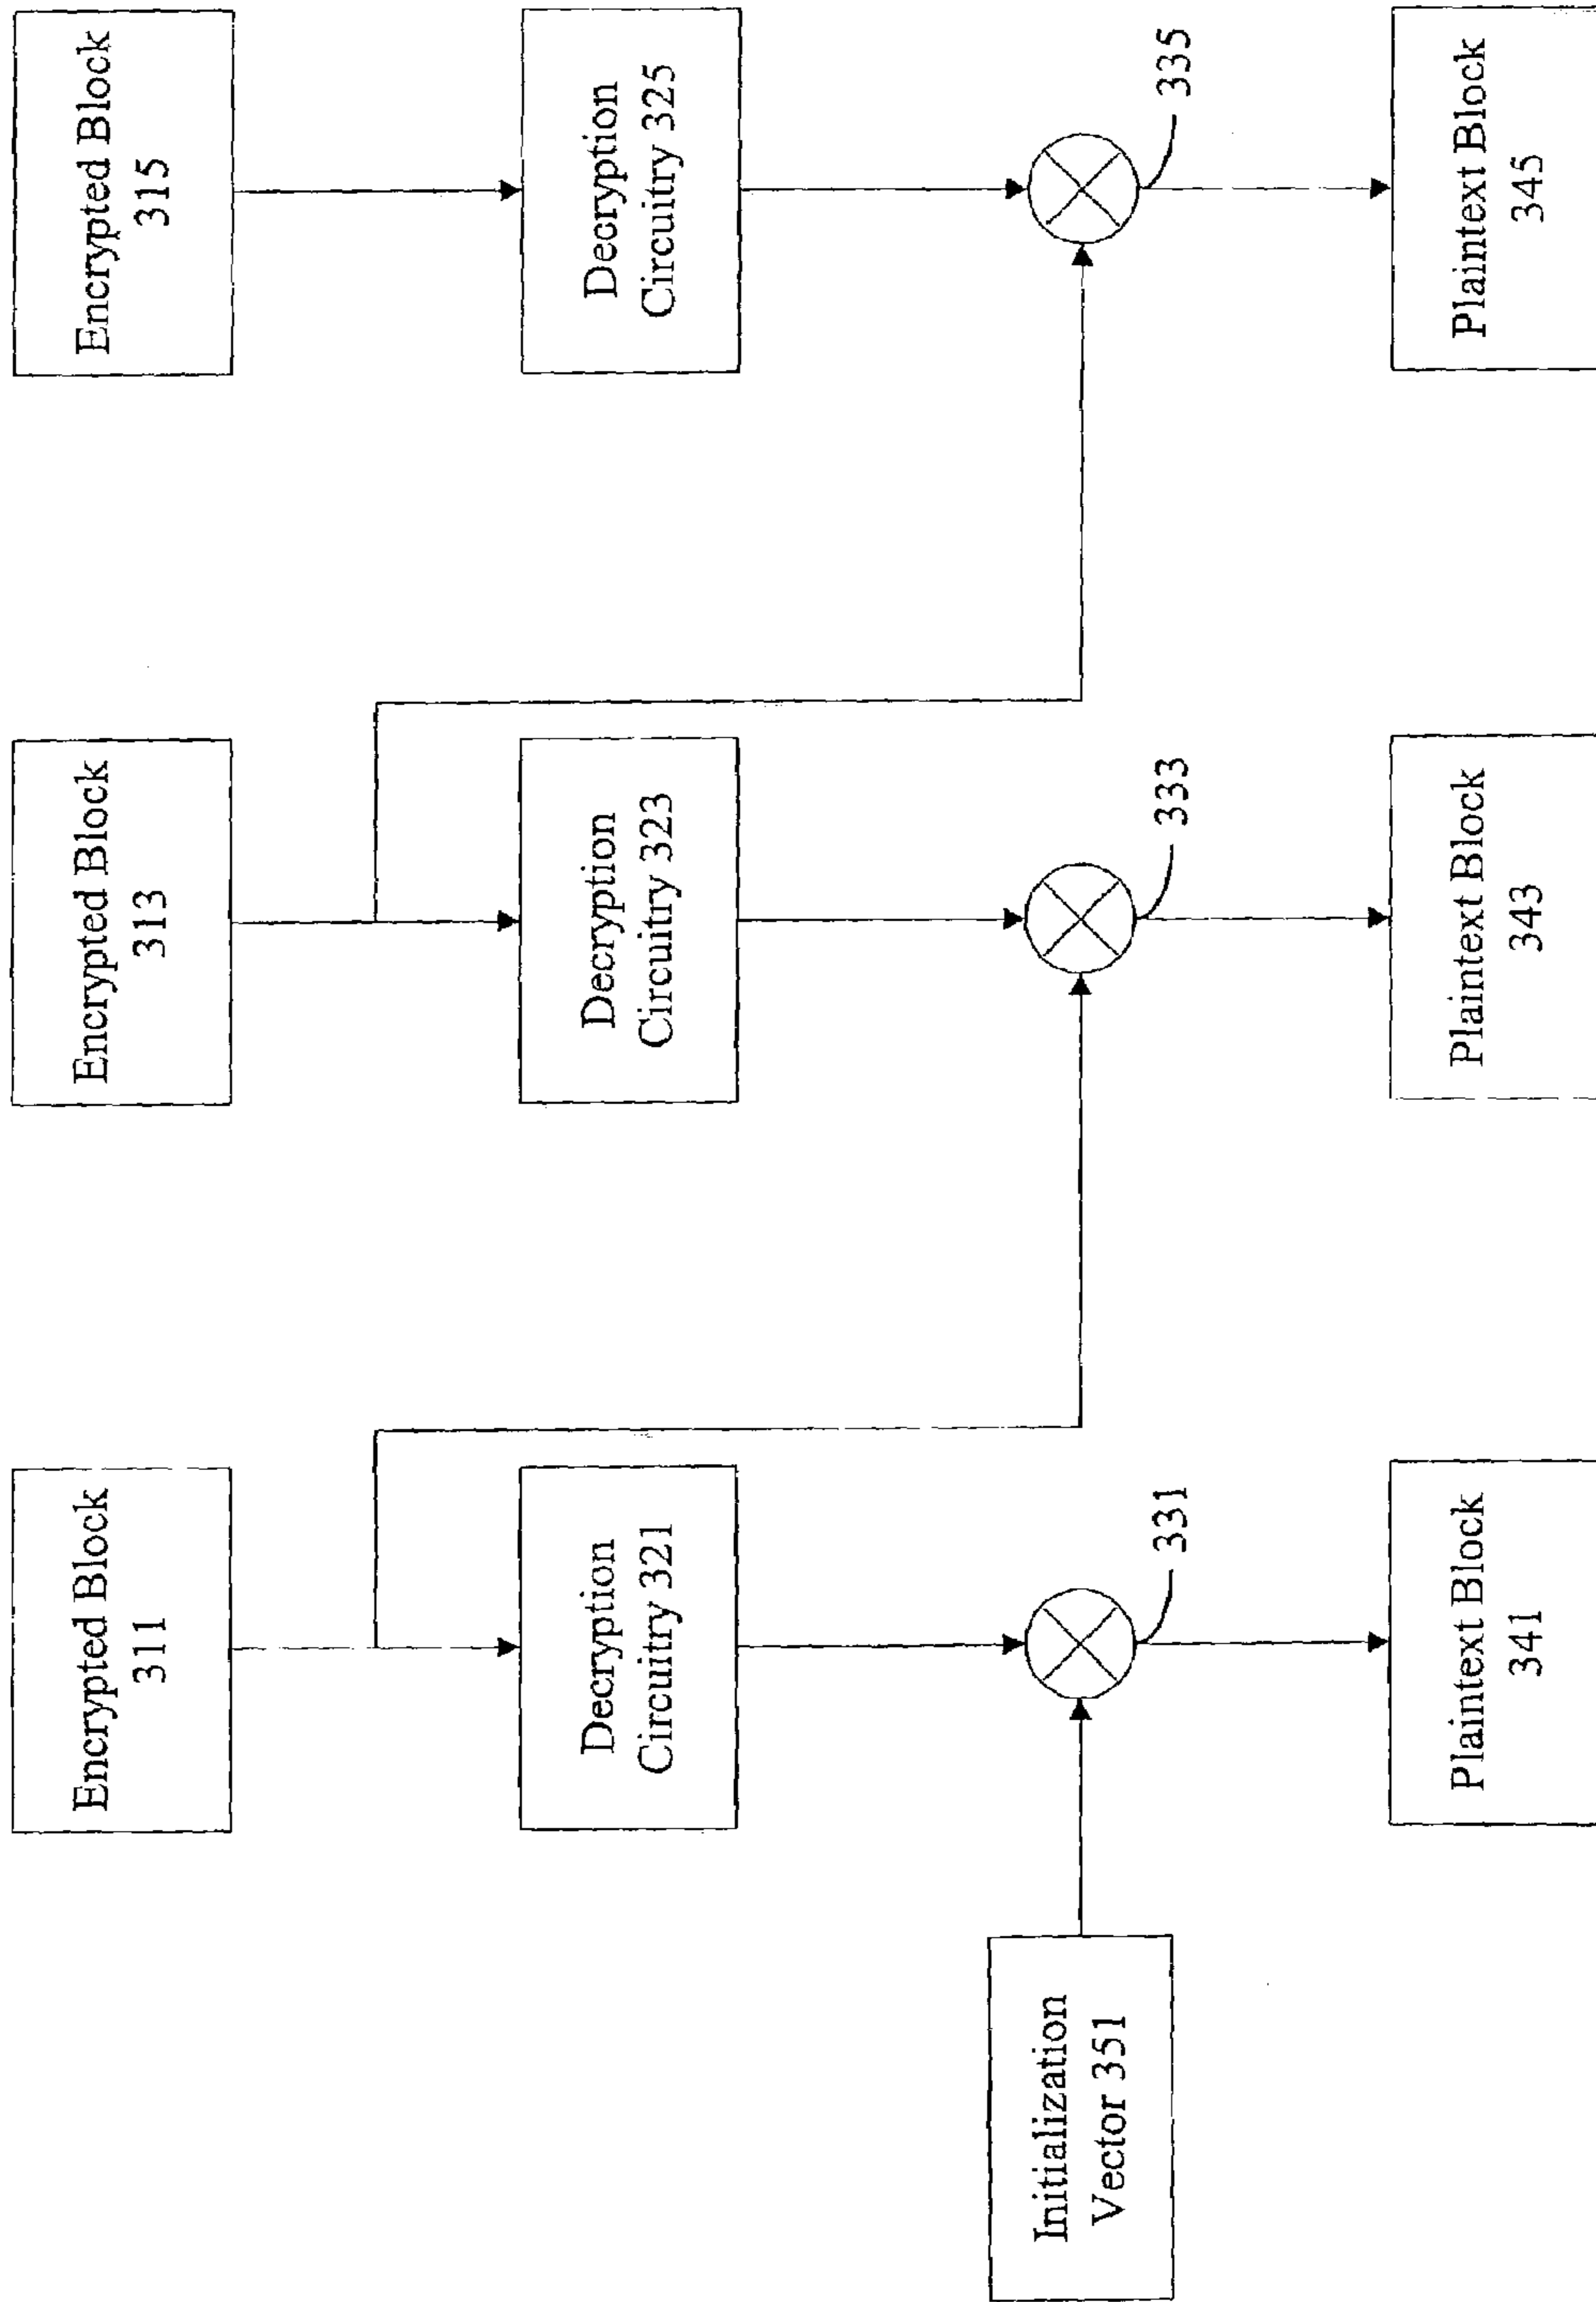 Encrypted Block
311
Encrypted Block
313
Encrypted Block
315
Decryption
Circuitry 321
Decryption
Circuitry 323
Decryption
Circuitry 325
Initialization
Vector 351
331
333
335
Plaintext Block
341
Plaintext Block
343
Plaintext Block
345